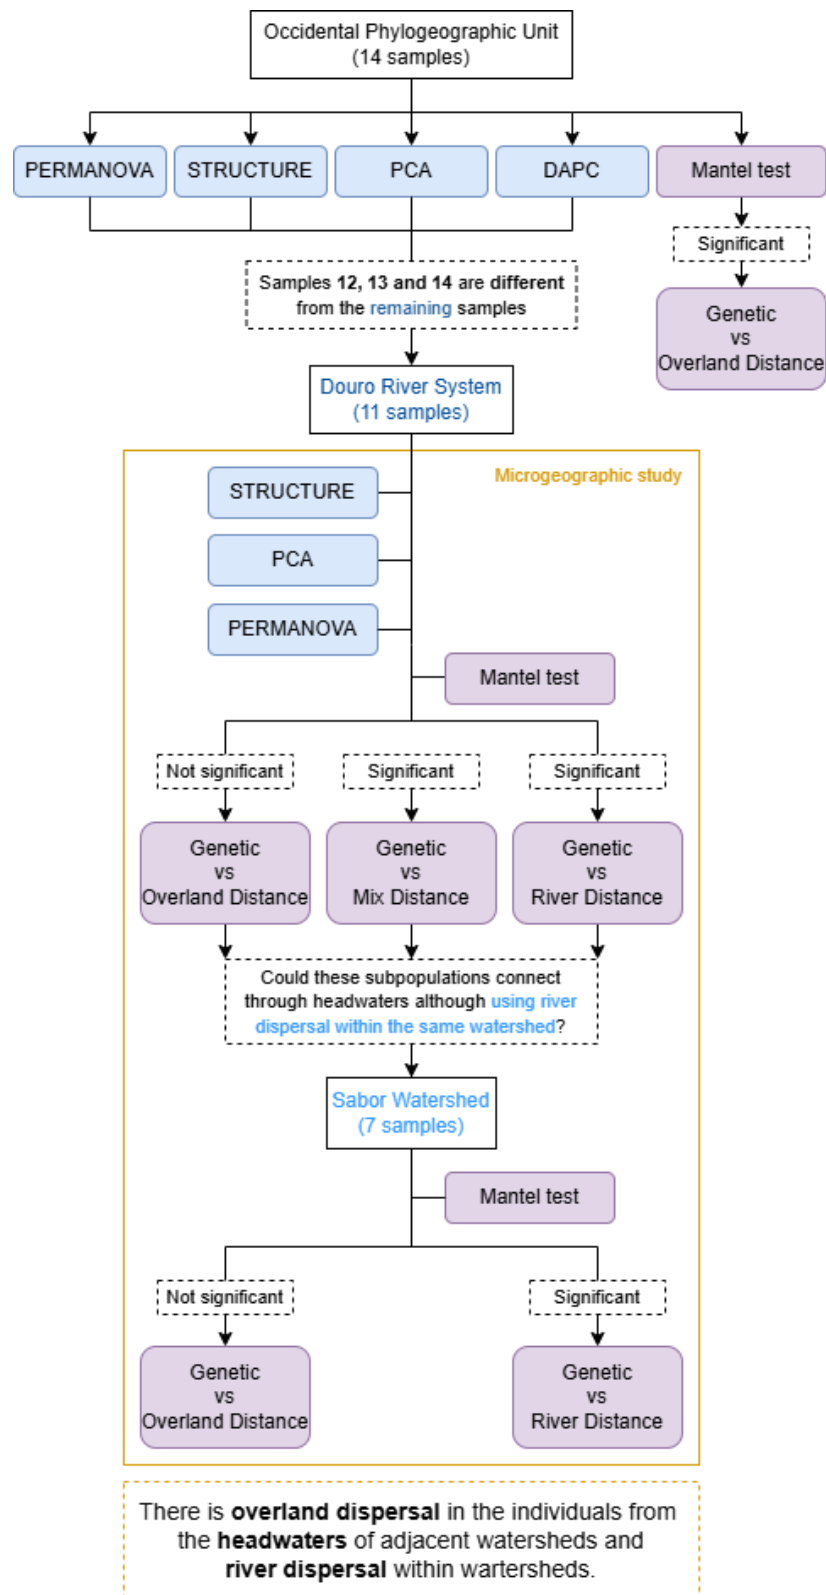 Occidental Phylogeographic Unit
(14 samples)
PERMANOVA
STRUCTURE
PCA
DAPC
Mantel test
Significant
Genetic
vs
Overland Distance
Samples 12, 13 and 14 are different
from the remaining samples
Douro River System
(11 samples)
Microgeographic study
STRUCTURE
PCA
PERMANOVA
Mantel test
Not significant
Significant
Significant
Genetic
vs
Overland Distance
Genetic
vs
Mix Distance
Genetic
vs
River Distance
Could these subpopulations connect
through headwaters although using river
dispersal within the same watershed?
Sabor Watershed
(7 samples)
Mantel test
Not significant
Significant
Genetic
vs
Overland Distance
Genetic
vs
River Distance
There is overland dispersal in the individuals from
the headwaters of adjacent watersheds and
river dispersal within wartersheds.